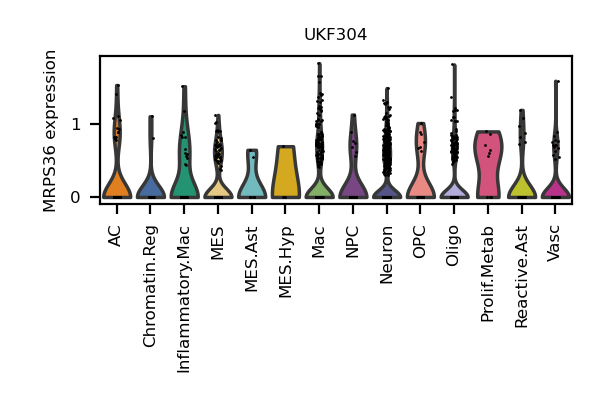 UKF304
MRPS36 expression
1
0
AC
Chromatin.Reg
Inflammatory.Mac
MES
MES.Ast
MES.Hyp
Mac
NPC
Neuron
OPC
Oligo
Prolif.Metab
Reactive.Ast
Vasc